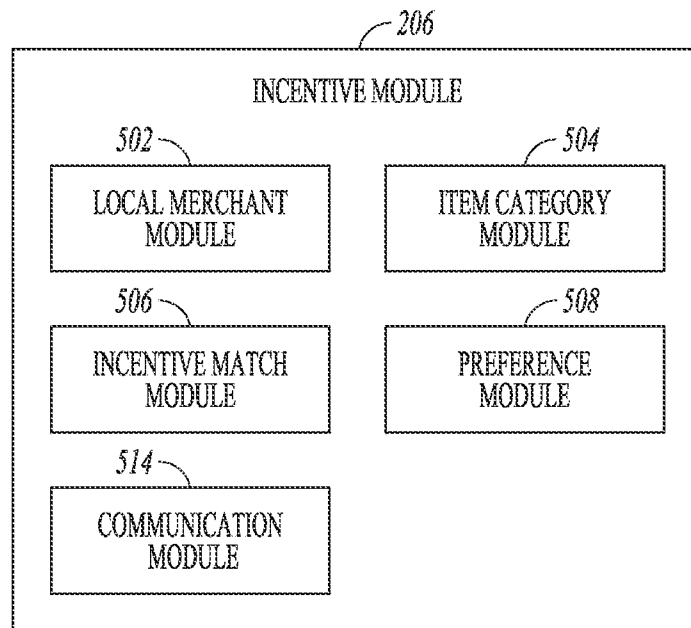 206
INCENTIVE MODULE
502
LOCAL MERCHANT
MODULE
504
ITEM CATEGORY
MODULE
506
INCENTIVE MATCH
MODULE
508
PREFERENCE
MODULE
514
COMMUNICATION
MODULE